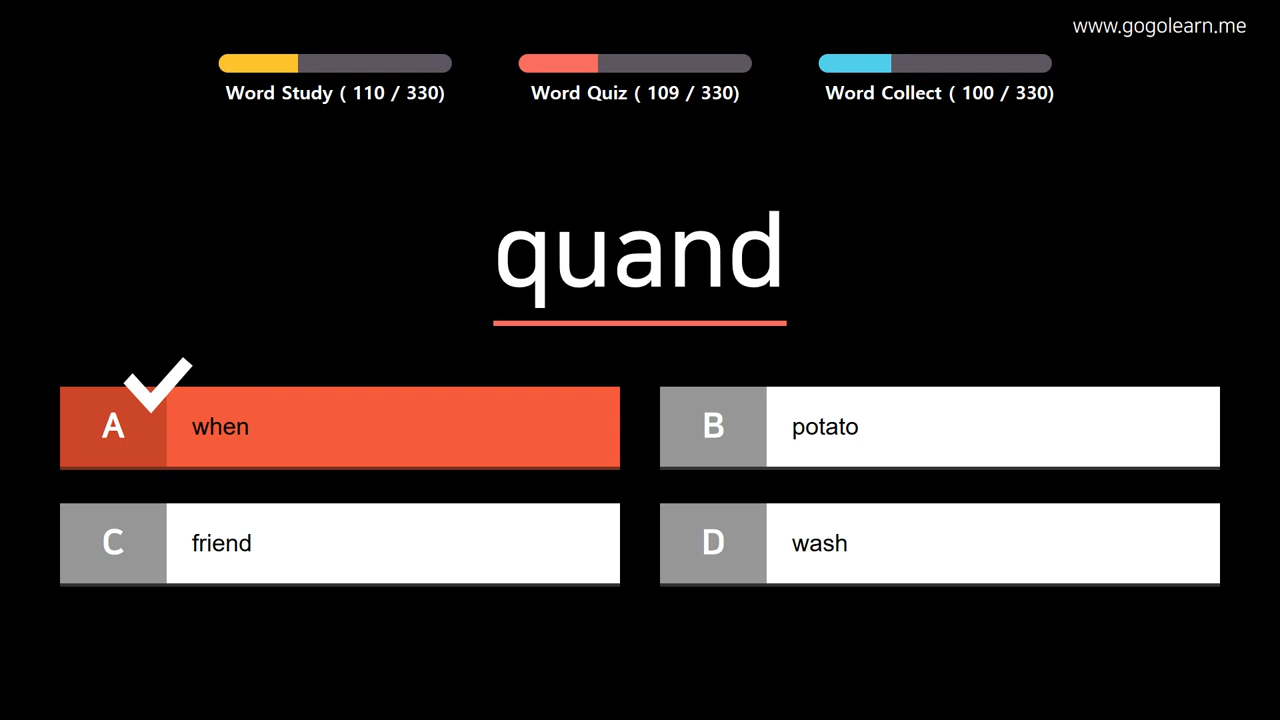 www.gogolearn.me
Word Study ( 110 / 330)
Word Quiz ( 109 / 330)
Word Collect ( 100 / 330)
quand
A when
B potato
C friend
D wash